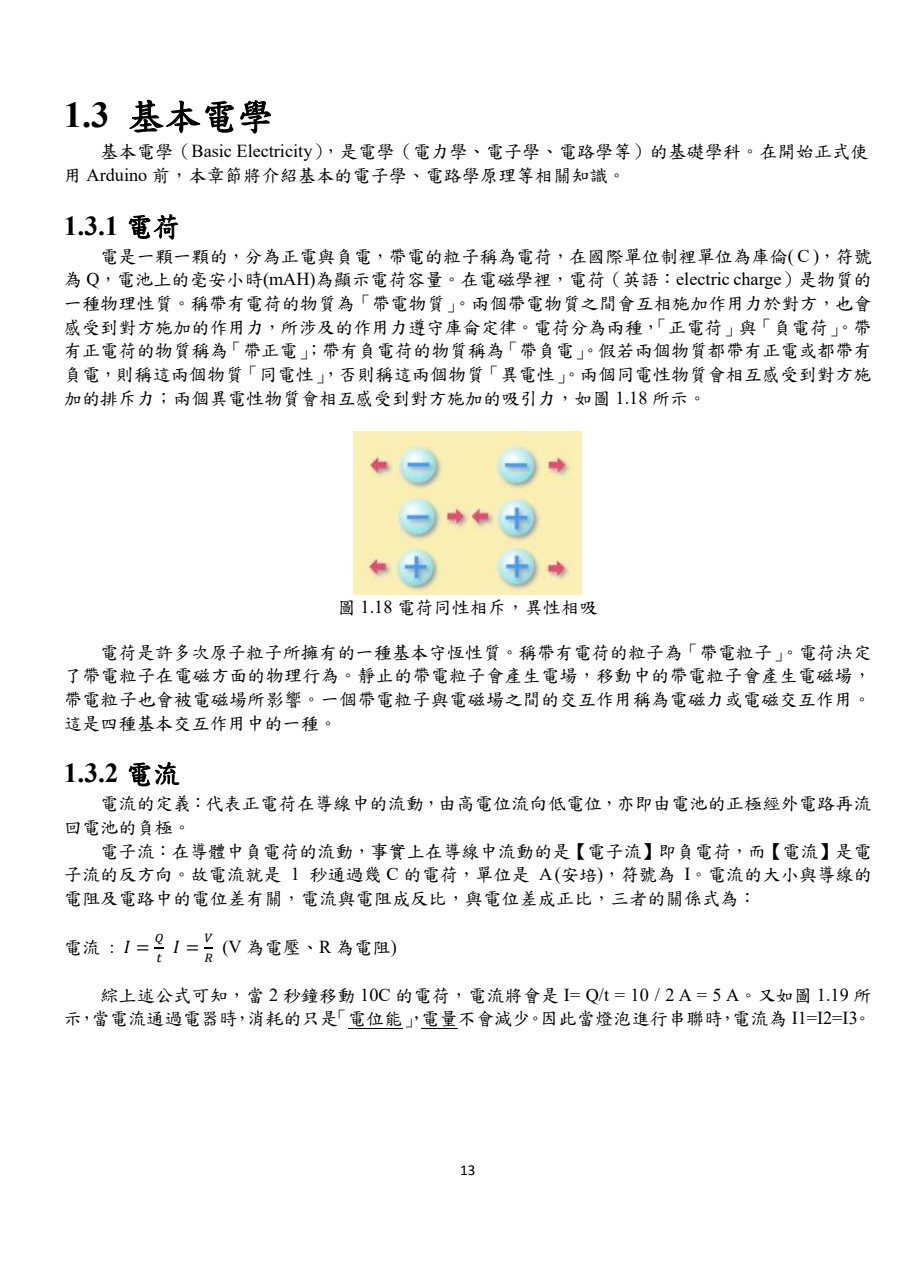 1.3 基本電學
基本電學（Basic Electricity），是電學（電力學、電子學、電路學等）的基礎學科。在開始正式使
用 Arduino 前，本章節將介紹基本的電子學、電路學原理等相關知識。
1.3.1 電荷
電是一顆一顆的，分為正電與負電，帶電的粒子稱為電荷，在國際單位制裡單位為庫倫( C )，符號
為 Q，電池上的毫安小時(mAH)為顯示電荷容量。在電磁學裡，電荷（英語：electric charge）是物質的
一種物理性質。稱帶有電荷的物質為「帶電物質」。兩個帶電物質之間會互相施加作用力於對方，也會
感受到對方施加的作用力，所涉及的作用力遵守庫侖定律。電荷分為兩種，「正電荷」與「負電荷」。帶
有正電荷的物質稱為「帶正電」；帶有負電荷的物質稱為「帶負電」。假若兩個物質都帶有正電或都帶有
負電，則稱這兩個物質「同電性」，否則稱這兩個物質「異電性」。兩個同電性物質會相互感受到對方施
加的排斥力；兩個異電性物質會相互感受到對方施加的吸引力，如圖 1.18 所示。
− −
− +
+ +
圖 1.18 電荷同性相斥，異性相吸
電荷是許多次原子粒子所擁有的一種基本守恆性質。稱帶有電荷的粒子為「帶電粒子」。電荷決定
了帶電粒子在電磁方面的物理行為。靜止的帶電粒子會產生電場，移動中的帶電粒子會產生電磁場，
帶電粒子也會被電磁場所影響。一個帶電粒子與電磁場之間的交互作用稱為電磁力或電磁交互作用。
這是四種基本交互作用中的一種。
1.3.2 電流
電流的定義：代表正電荷在導線中的流動，由高電位流向低電位，亦即由電池的正極經外電路再流
回電池的負極。
電子流：在導體中負電荷的流動，事實上在導線中流動的是【電子流】即負電荷，而【電流】是電
子流的反方向。故電流就是 1 秒通過幾 C 的電荷，單位是 A(安培)，符號為 I。電流的大小與導線的
電阻及電路中的電位差有關，電流與電阻成反比，與電位差成正比，三者的關係式為：
電流：I = Q/t I = V/R (V 為電壓、R 為電阻)
綜上述公式可知，當 2 秒鐘移動 10C 的電荷，電流將會是 I= Q/t = 10 / 2 A = 5 A。又如圖 1.19 所
示，當電流通過電器時，消耗的只是「電位能」，電量不會減少。因此當燈泡進行串聯時，電流為 I1=I2=I3。
13